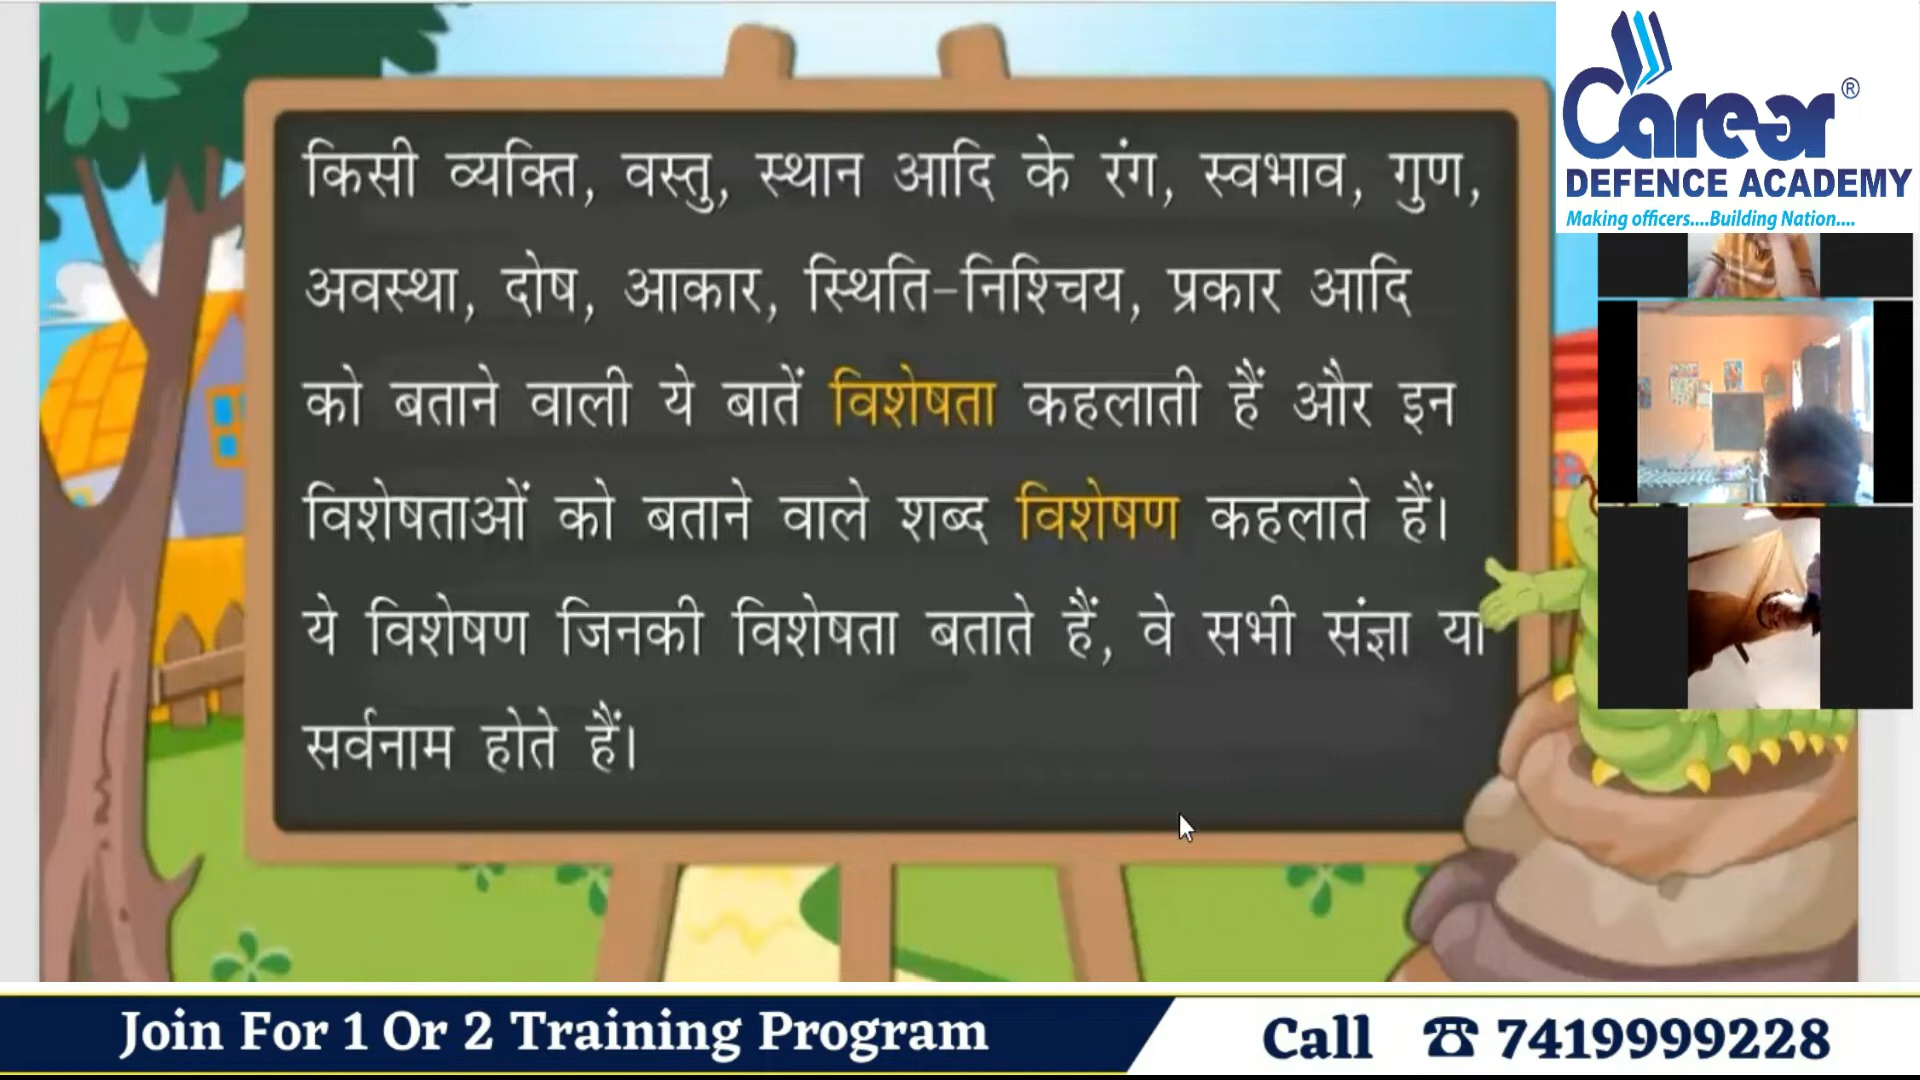 किसी व्यक्ति, वस्तु, स्थान आदि के रंग, स्वभाव, गुण,
अवस्था, दोष, आकार, स्थिति-निश्चिय, प्रकार आदि
को बताने वाली ये बातें विशेषता कहलाती हैं और इन
विशेषताओं को बताने वाले शब्द विशेषण कहलाते हैं।
ये विशेषण जिनकी विशेषता बताते हैं, वे सभी संज्ञा या
सर्वनाम होते हैं।
Carear ®
DEFENCE ACADEMY
Making officers....Building Nation....
Join For 1 Or 2 Training Program
Call ☎ 7419999228